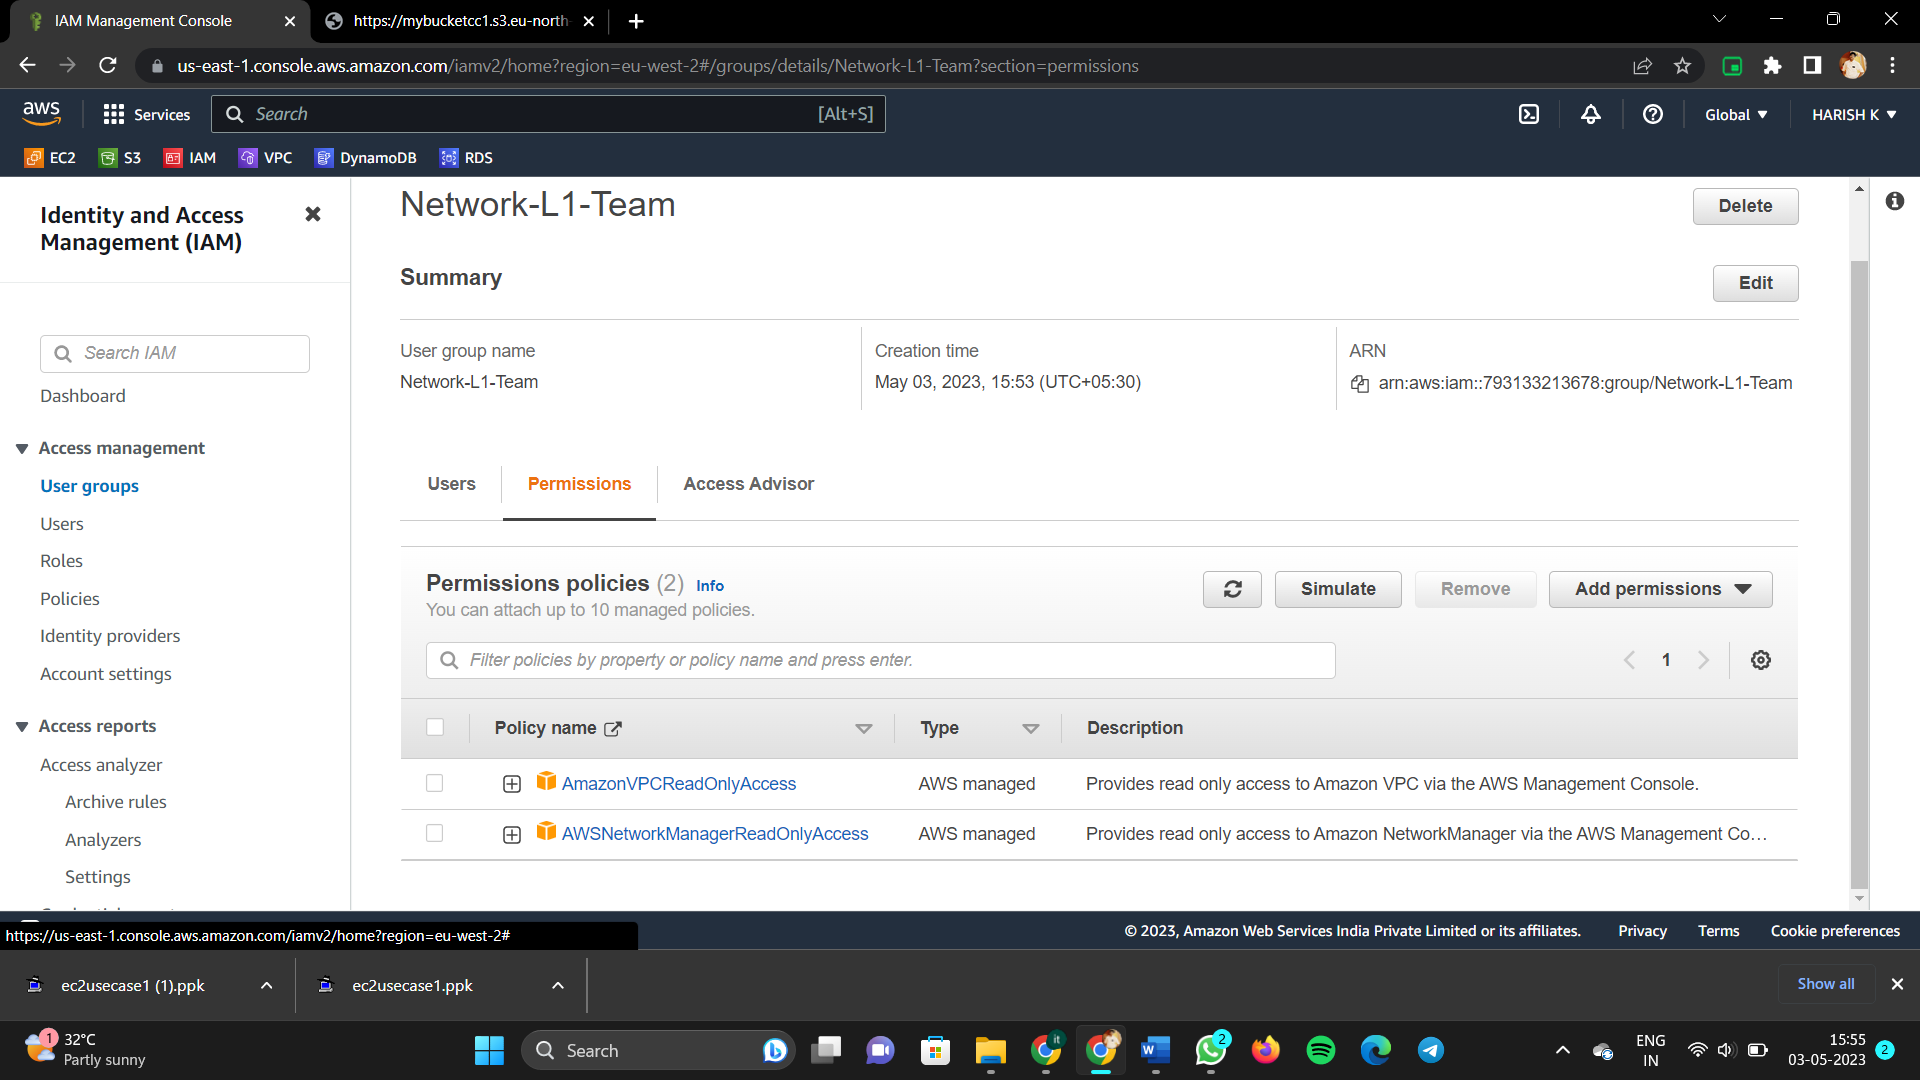 IAM Management Console
https://mybucketcc1.s3.eu-north-
us-east-1.console.aws.amazon.com/iamv2/home?region=eu-west-2#/groups/details/Network-L1-Team?section=permissions
aws
Services
Search
[Alt+S]
Global
HARISH K
EC2
S3
IAM
VPC
DynamoDB
RDS
Identity and Access
Management (IAM)
Search IAM
Dashboard
Access management
User groups
Users
Roles
Policies
Identity providers
Account settings
Access reports
Access analyzer
Archive rules
Analyzers
Settings
Network-L1-Team
Delete
Summary
Edit
User group name
Network-L1-Team
Creation time
May 03, 2023, 15:53 (UTC+05:30)
ARN
arn:aws:iam::793133213678:group/Network-L1-Team
Users
Permissions
Access Advisor
Permissions policies (2) Info
You can attach up to 10 managed policies.
Simulate
Remove
Add permissions
Filter policies by property or policy name and press enter.
1
Policy name
Type
Description
AmazonVPCReadOnlyAccess
AWS managed
Provides read only access to Amazon VPC via the AWS Management Console.
AWSNetworkManagerReadOnlyAccess
AWS managed
Provides read only access to Amazon NetworkManager via the AWS Management Co…
https://us-east-1.console.aws.amazon.com/iamv2/home?region=eu-west-2#
© 2023, Amazon Web Services India Private Limited or its affiliates.
Privacy
Terms
Cookie preferences
ec2usecase1 (1).ppk
ec2usecase1.ppk
Show all
1
32°C
Partly sunny
Search
it
W
2
ENG
IN
15:55
03-05-2023
2